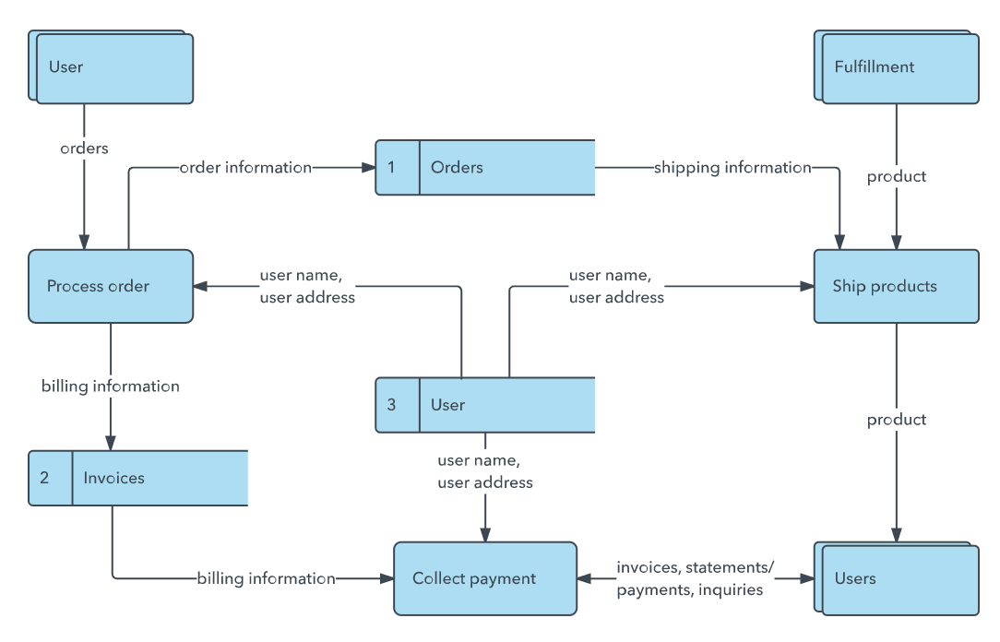 User
Fulfillment
orders
order information
1
Orders
shipping information
product
Process order
user name,
user address
user name,
user address
Ship products
billing information
3
User
product
user name,
user address
2
Invoices
billing information
Collect payment
invoices, statements/
payments, inquiries
Users